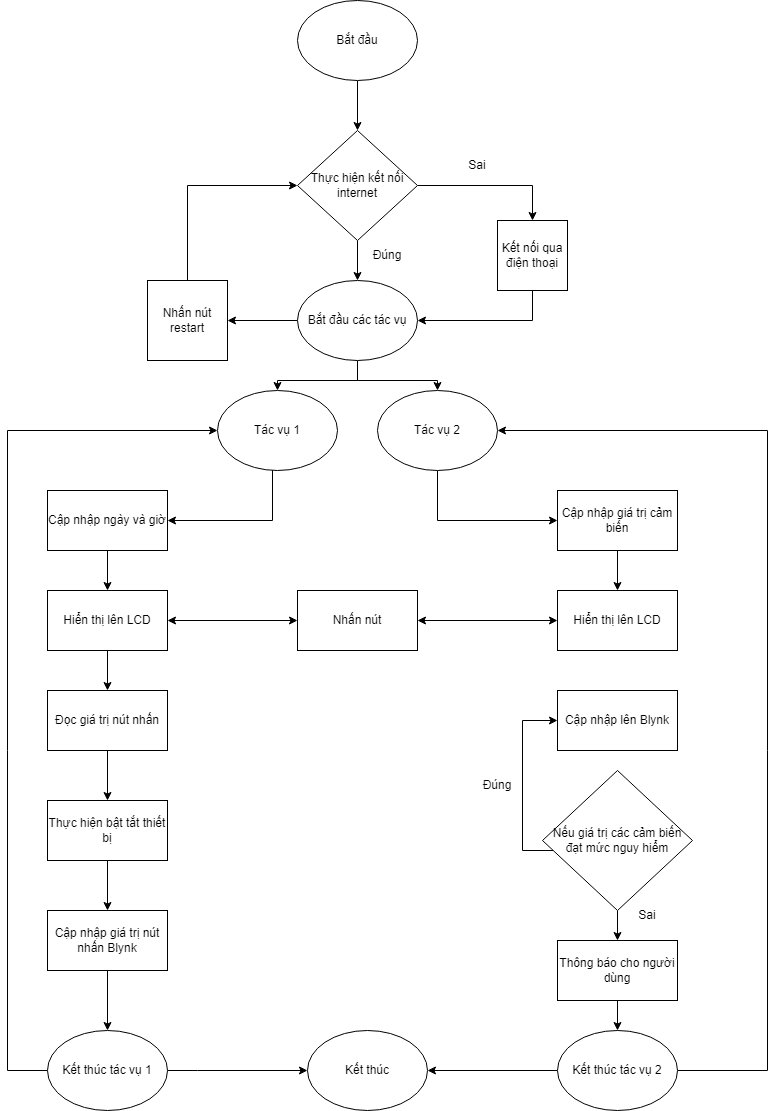 Bắt đầu
Thực hiện kết nối
internet
Sai
Đúng
Kết nối qua
điện thoại
Nhấn nút
restart
Bắt đầu các tác vụ
Tác vụ 1
Tác vụ 2
Cập nhập ngày và giờ
Cập nhập giá trị cảm
biến
Hiển thị lên LCD
Nhấn nút
Hiển thị lên LCD
Đọc giá trị nút nhấn
Cập nhập lên Blynk
Đúng
Thực hiện bật tắt thiết
bị
Nếu giá trị các cảm biến
đạt mức nguy hiểm
Sai
Cập nhập giá trị nút
nhấn Blynk
Thông báo cho người
dùng
Kết thúc tác vụ 1
Kết thúc
Kết thúc tác vụ 2